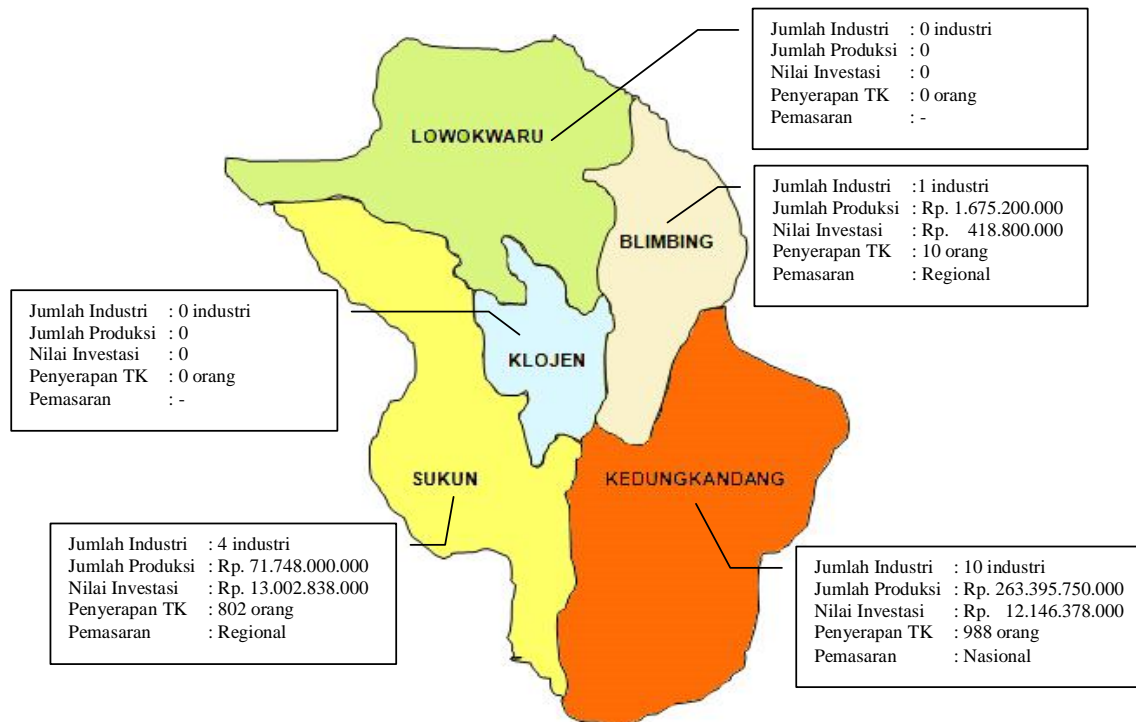 Jumlah Industri : 0 industri
Jumlah Produksi : 0
Nilai Investasi : 0
Penyerapan TK : 0 orang
Pemasaran : -
LOWOKWARU
Jumlah Industri :1 industri
Jumlah Produksi : Rp. 1.675.200.000
Nilai Investasi : Rp. 418.800.000
Penyerapan TK : 10 orang
Pemasaran : Regional
BLIMBING
Jumlah Industri : 0 industri
Jumlah Produksi : 0
Nilai Investasi : 0
Penyerapan TK : 0 orang
Pemasaran : -
KLOJEN
SUKUN
KEDUNGKANDANG
Jumlah Industri : 4 industri
Jumlah Produksi : Rp. 71.748.000.000
Nilai Investasi : Rp. 13.002.838.000
Penyerapan TK : 802 orang
Pemasaran : Regional
Jumlah Industri : 10 industri
Jumlah Produksi : Rp. 263.395.750.000
Nilai Investasi : Rp. 12.146.378.000
Penyerapan TK : 988 orang
Pemasaran : Nasional